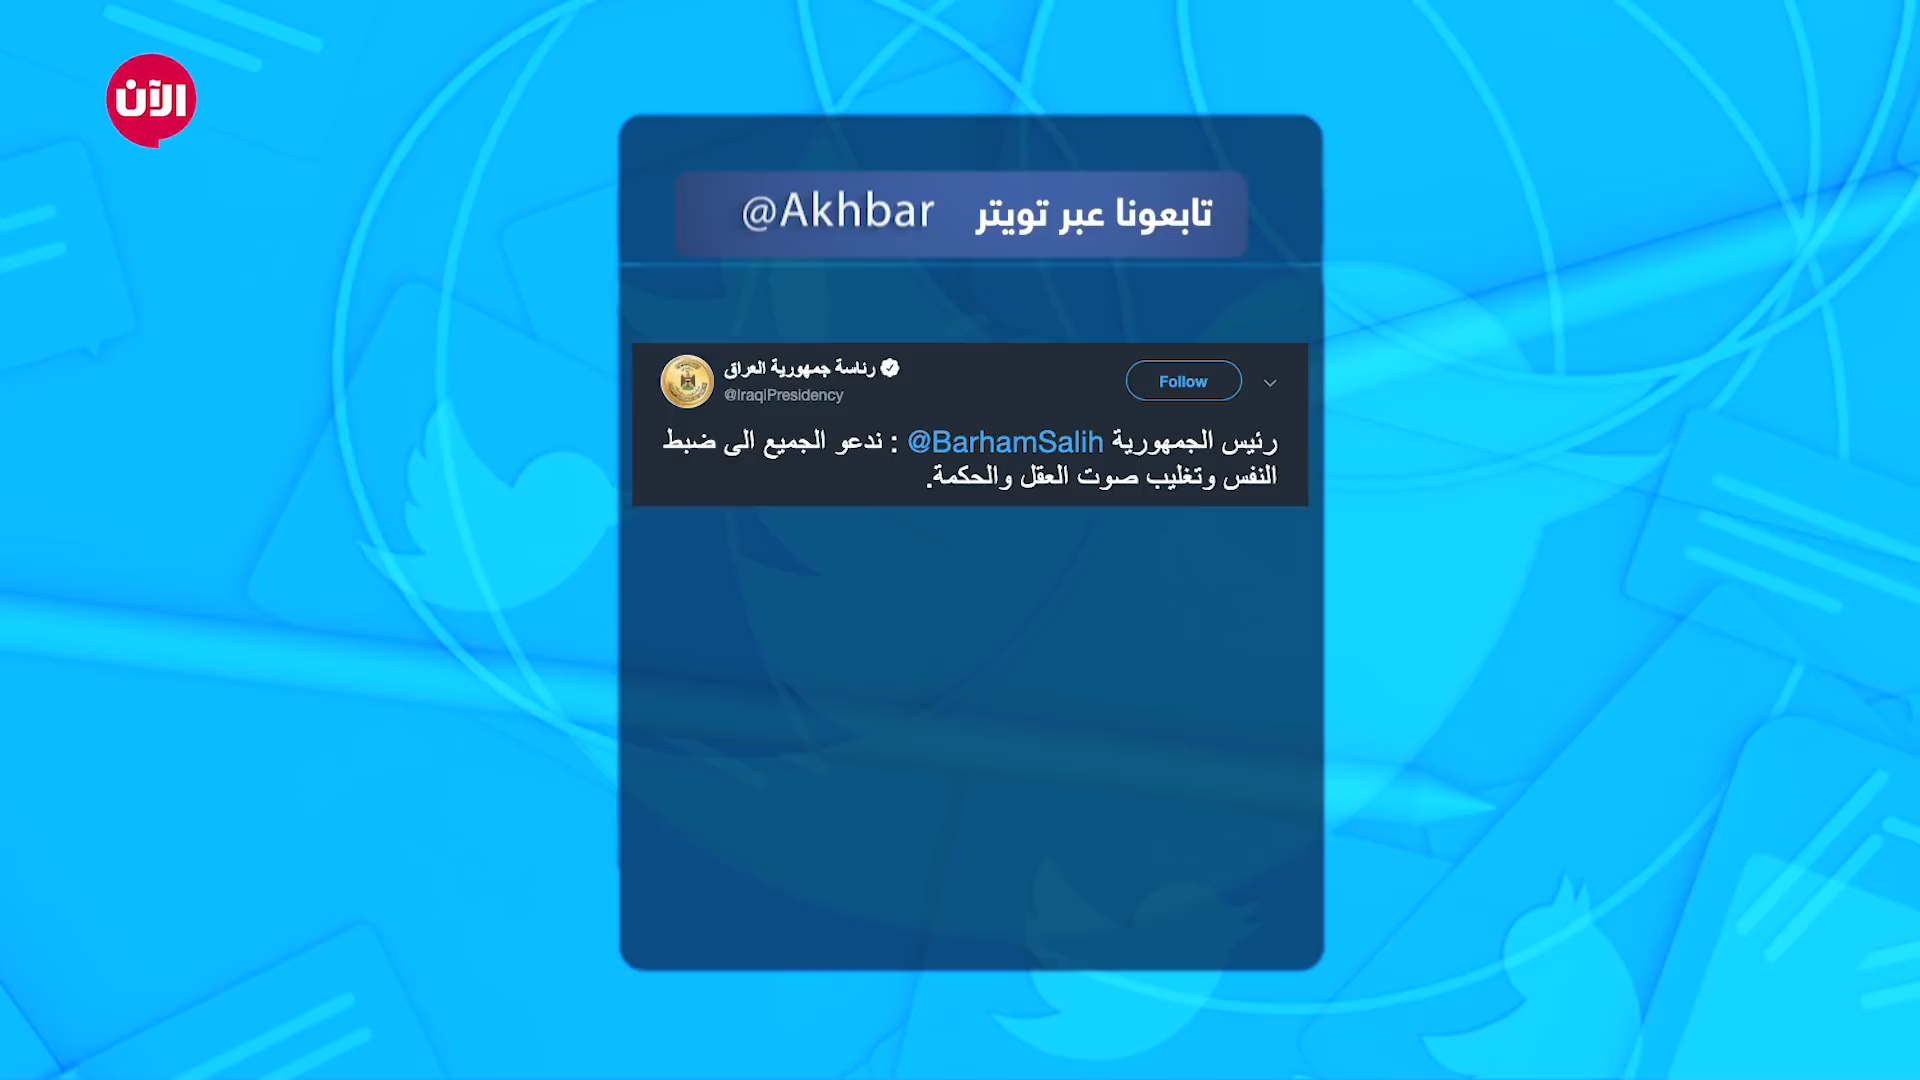 الآن
تابعونا عبر تويتر @Akhbar
رئاسة جمهورية العراق
@IraqiPresidency
Follow
رئيس الجمهورية @BarhamSalih : ندعو الجميع الى ضبط
النفس وتغليب صوت العقل والحكمة.